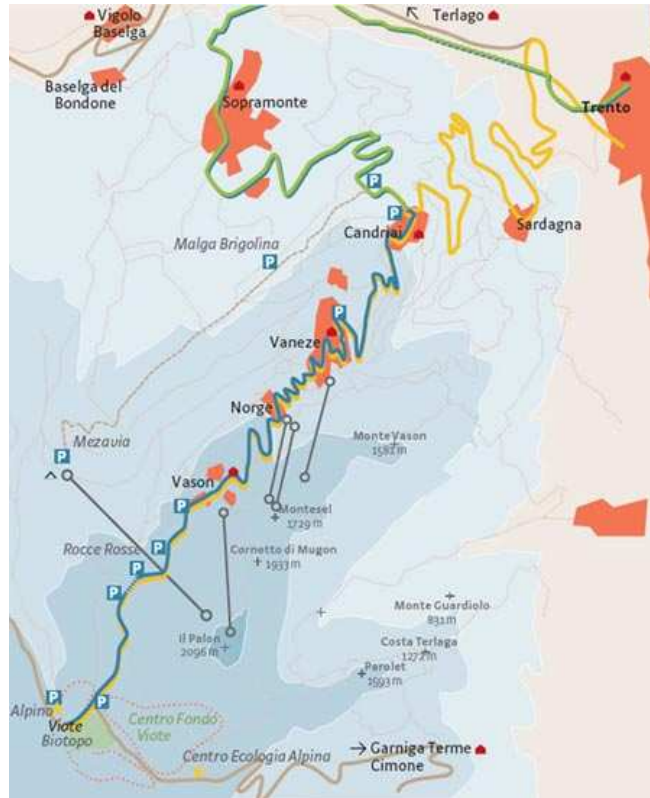 Vigolo
Baselga
Terlago
Baselga del
Bondone
Sopramonte
Trento
P
P
Candriai
Sardagna
Malga Brigolina
P
P
Vaneze
Norge
Monte Vason
1581 m
Mezavia
P
Vason
P
Montesel
1729 m
Rocce Rosse
P
Cornetto di Mugon
1933 m
P
Monte Guardiolo
831 m
Il Palon
2096 m
Costa Terlaga
1272 m
Parolet
1993 m
P
P
Alpino
Viote
Biotopo
Centro Fondo
Viote
Centro Ecologia Alpina
Garniga Terme
Cimone